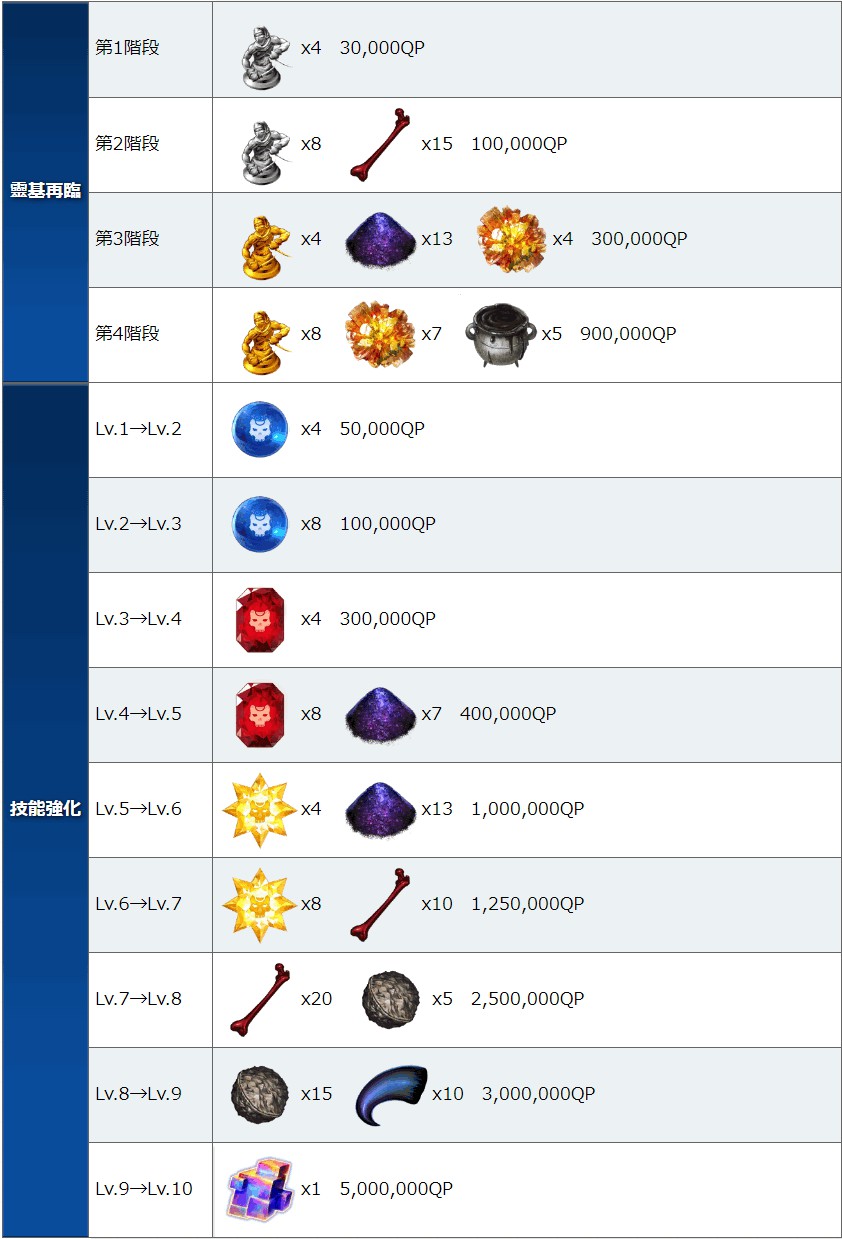 靈基再臨
第1階段 x4 30,000QP
第2階段 x8 x15 100,000QP
第3階段 x4 x13 x4 300,000QP
第4階段 x8 x7 x5 900,000QP
技能強化
Lv.1→Lv.2 x4 50,000QP
Lv.2→Lv.3 x8 100,000QP
Lv.3→Lv.4 x4 300,000QP
Lv.4→Lv.5 x8 x7 400,000QP
Lv.5→Lv.6 x4 x13 1,000,000QP
Lv.6→Lv.7 x8 x10 1,250,000QP
Lv.7→Lv.8 x20 x5 2,500,000QP
Lv.8→Lv.9 x15 x10 3,000,000QP
Lv.9→Lv.10 x1 5,000,000QP